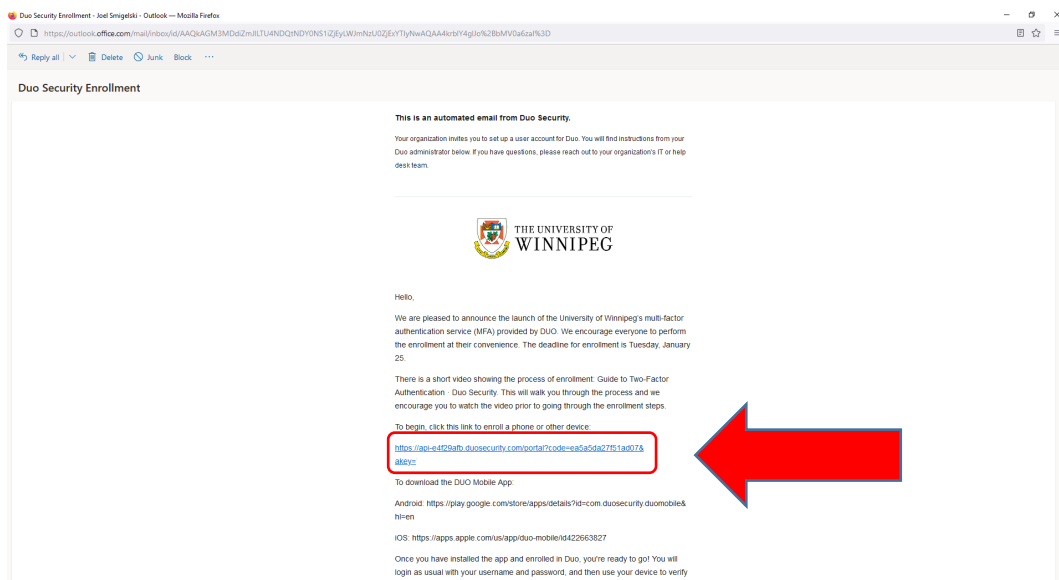 Duo Security Enrollment - Joel Smigelski - Outlook — Mozilla Firefox
Reply all Delete Junk Block ...
Duo Security Enrollment
This is an automated email from Duo Security.
Your organization invites you to set up a user account for Duo. You will find instructions from your
Duo administrator below. If you have questions, please reach out to your organization's IT or help
desk team.
THE UNIVERSITY OF
WINNIPEG
Hello,
We are pleased to announce the launch of the University of Winnipeg's multi-factor
authentication service (MFA) provided by DUO. We encourage everyone to perform
the enrollment at their convenience. The deadline for enrollment is Tuesday, January
25.
There is a short video showing the process of enrollment: Guide to Two-Factor
Authentication · Duo Security. This will walk you through the process and we
encourage you to watch the video prior to going through the enrollment steps.
To begin, click this link to enroll a phone or other device:
https://api-e4f29afb.duosecurity.com/portal?code=ea5a5da27f51ad07&
akey=
To download the DUO Mobile App:
Android: https://play.google.com/store/apps/details?id=com.duosecurity.duomobile&
hl=en
iOS: https://apps.apple.com/us/app/duo-mobile/id422663827
Once you have installed the app and enrolled in Duo, you're ready to go! You will
login as usual with your username and password, and then use your device to verify